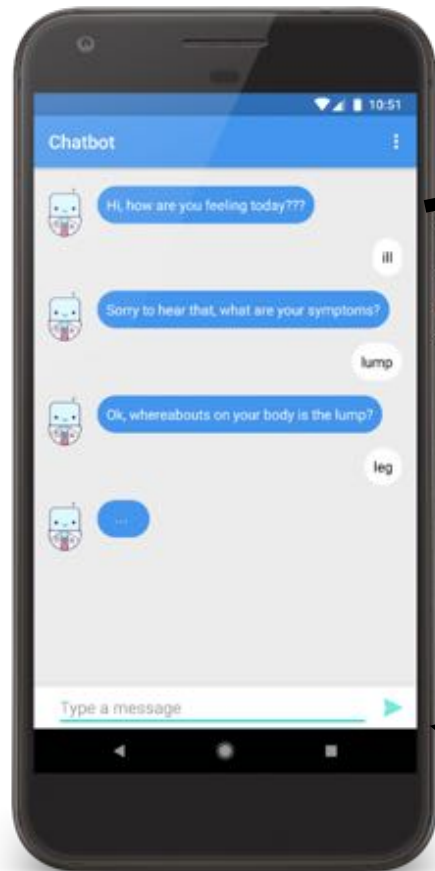 10:51
Chatbot
Hi, how are you feeling today???
ill
Sorry to hear that, what are your symptoms?
lump
Ok, whereabouts on your body is the lump?
leg
...
Type a message